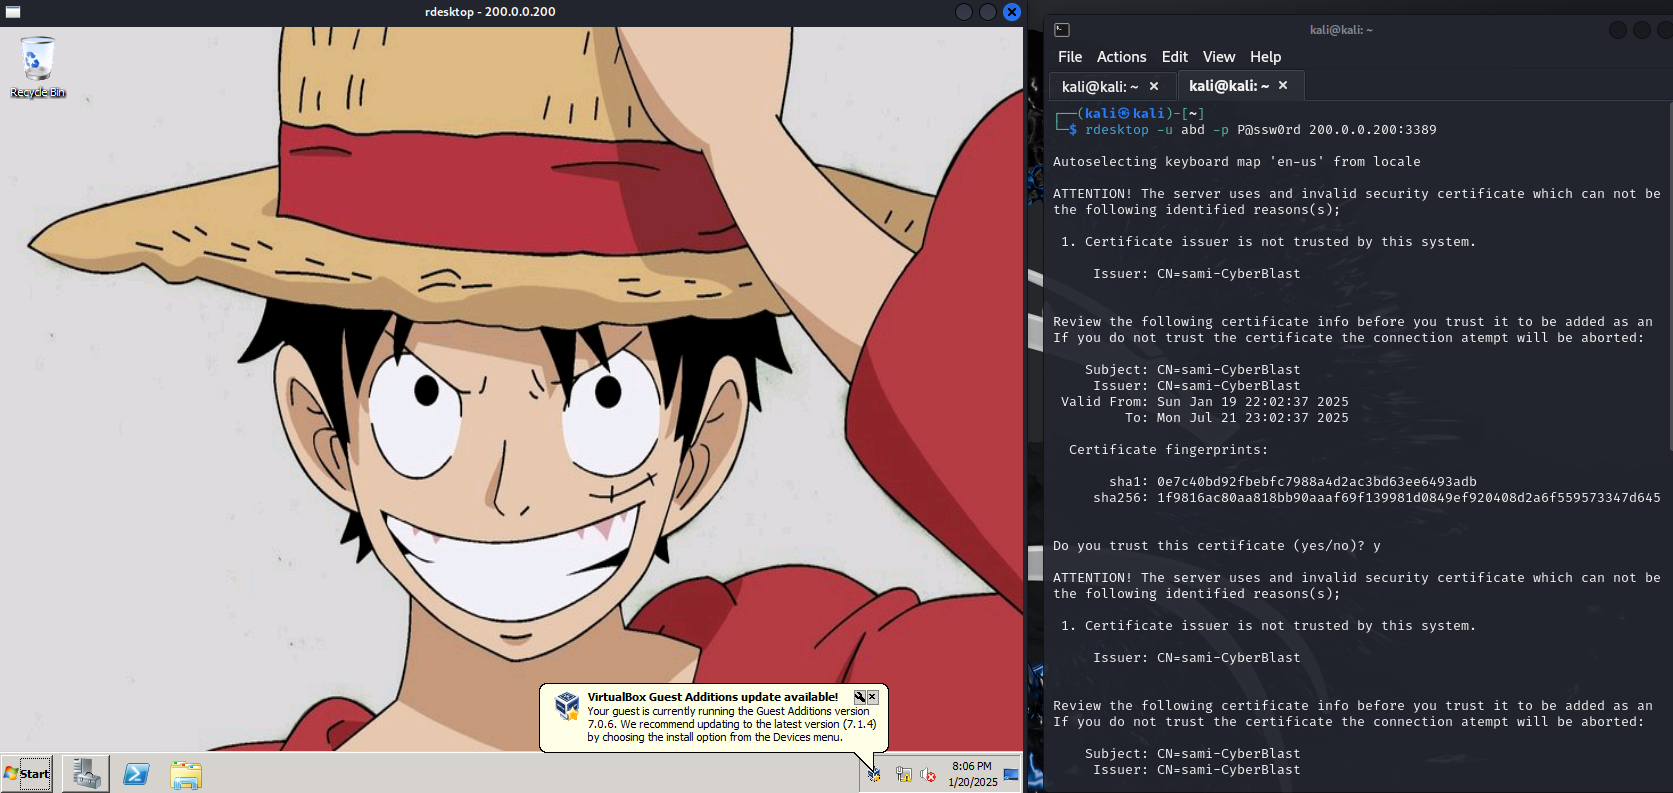 rdesktop - 200.0.0.200
Recycle Bin
VirtualBox Guest Additions update available!
Your guest is currently running the Guest Additions version
7.0.6. We recommend updating to the latest version (7.1.4)
by choosing the install option from the Devices menu.
Start
8:06 PM
1/20/2025
kali@kali: ~
File Actions Edit View Help
kali@kali: ~ × kali@kali: ~ ×
┌──(kali㉿kali)-[~]
└─$ rdesktop -u abd -p P@ssw0rd 200.0.0.200:3389
Autoselecting keyboard map 'en-us' from locale
ATTENTION! The server uses and invalid security certificate which can not be
the following identified reasons(s);
1. Certificate issuer is not trusted by this system.
Issuer: CN=sami-CyberBlast
Review the following certificate info before you trust it to be added as an
If you do not trust the certificate the connection atempt will be aborted:
Subject: CN=sami-CyberBlast
Issuer: CN=sami-CyberBlast
Valid From: Sun Jan 19 22:02:37 2025
To: Mon Jul 21 23:02:37 2025
Certificate fingerprints:
sha1: 0e7c40bd92fbebfc7988a4d2ac3bd63ee6493adb
sha256: 1f9816ac80aa818bb90aaaf69f139981d0849ef920408d2a6f559573347d645
Do you trust this certificate (yes/no)? y
ATTENTION! The server uses and invalid security certificate which can not be
the following identified reasons(s);
1. Certificate issuer is not trusted by this system.
Issuer: CN=sami-CyberBlast
Review the following certificate info before you trust it to be added as an
If you do not trust the certificate the connection atempt will be aborted:
Subject: CN=sami-CyberBlast
Issuer: CN=sami-CyberBlast